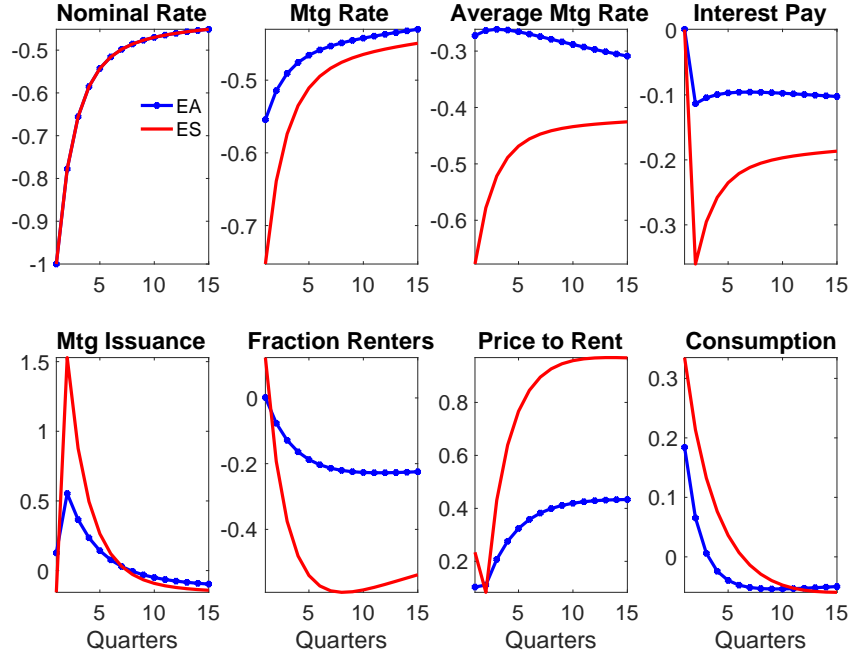 Nominal Rate
Mtg Rate
Average Mtg Rate
Interest Pay
-0.5
-0.6
-0.7
-0.8
-0.9
-1
EA
ES
5 10 15
-0.5
-0.6
-0.7
5 10 15
-0.3
-0.4
-0.5
-0.6
5 10 15
0
-0.1
-0.2
-0.3
5 10 15
Mtg Issuance
Fraction Renters
Price to Rent
Consumption
1.5
1
0.5
0
5 10 15
Quarters
0
-0.2
-0.4
5 10 15
Quarters
0.8
0.6
0.4
0.2
5 10 15
Quarters
0.3
0.2
0.1
0
5 10 15
Quarters